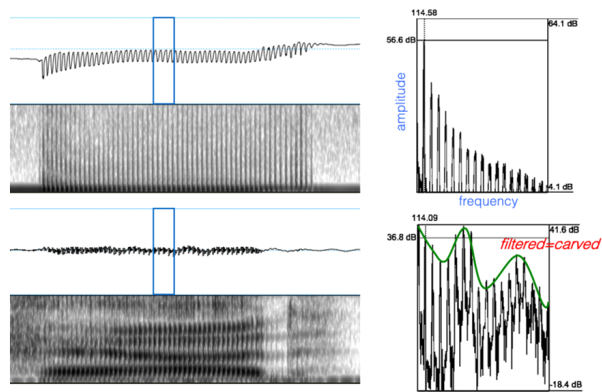 114.58
64.1 dB
56.6 dB
amplitude
4.1 dB
frequency
114.09
41.6 dB
36.8 dB
filtered=carved
-18.4 dB